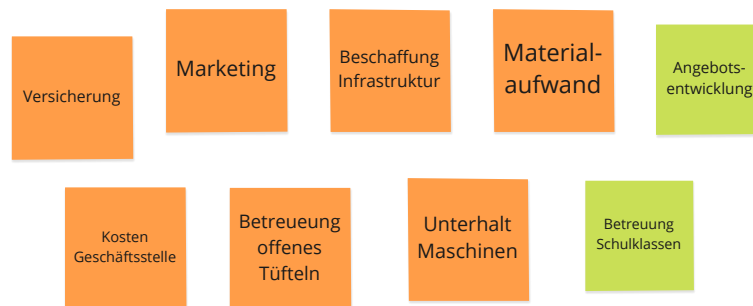 Versicherung
Marketing
Beschaffung
Infrastruktur
Material-
aufwand
Angebots-
entwicklung
Kosten
Geschäftsstelle
Betreueung
offenes
Tüfteln
Unterhalt
Maschinen
Betreuung
Schulklassen